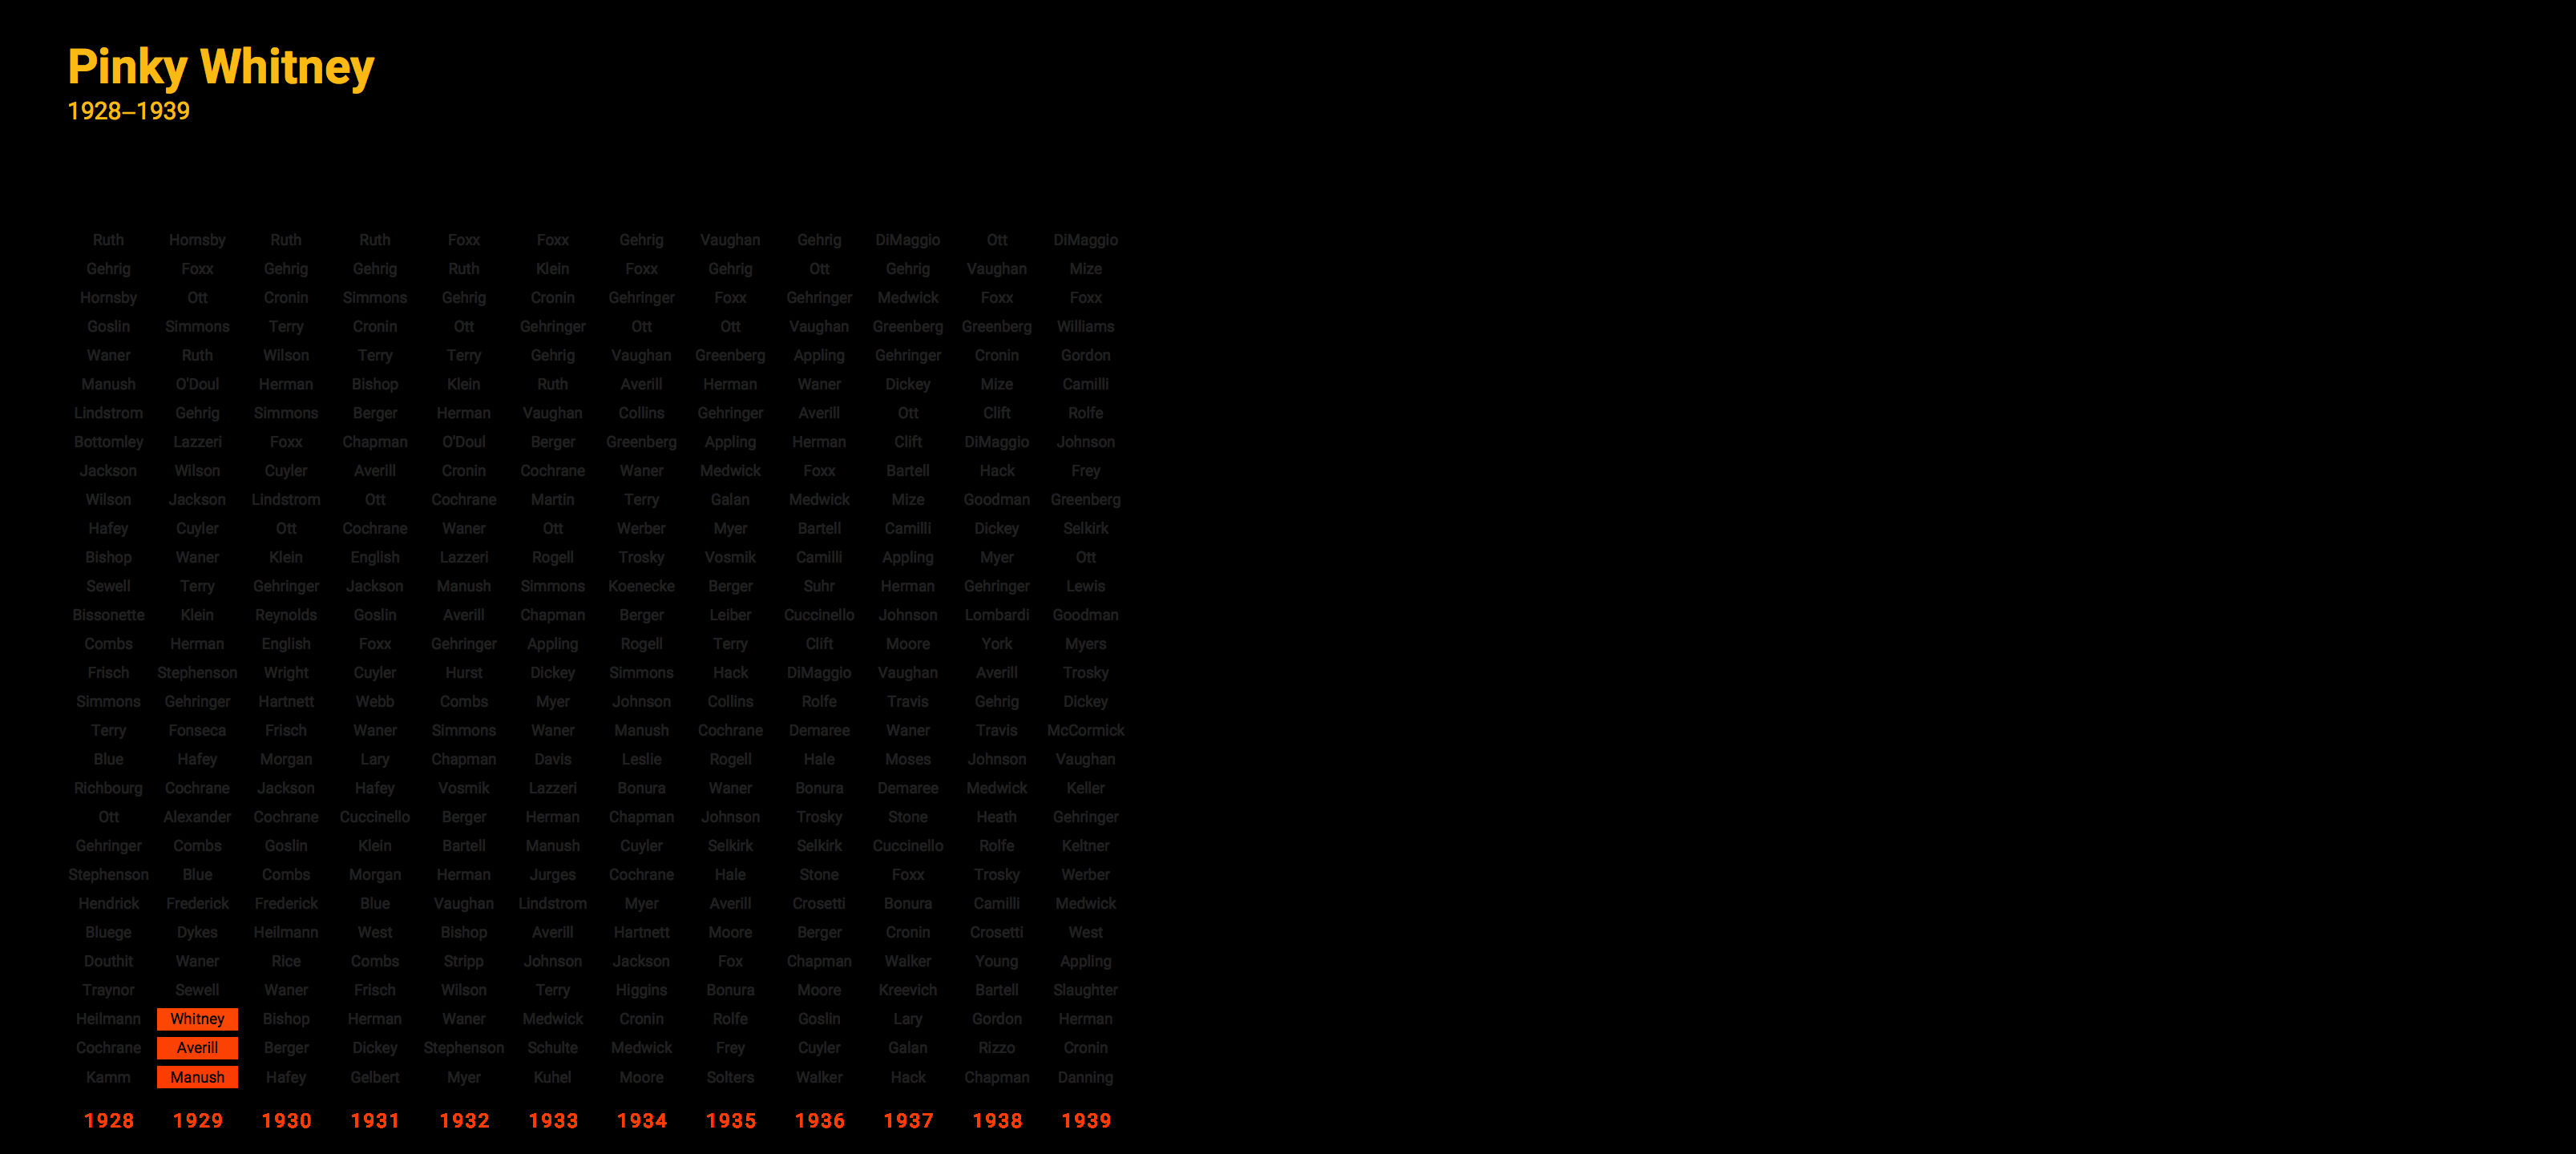 Pinky Whitney
1928–1939
Ruth Hornsby Ruth Ruth Foxx Foxx Gehrig Vaughan Gehrig DiMaggio Ott DiMaggio
Gehrig Foxx Gehrig Gehrig Ruth Klein Foxx Gehrig Ott Gehrig Vaughan Mize
Hornsby Ott Cronin Simmons Gehrig Cronin Gehringer Foxx Gehringer Medwick Foxx Foxx
Goslin Simmons Terry Cronin Ott Gehringer Ott Ott Vaughan Greenberg Greenberg Williams
Waner Ruth Wilson Terry Terry Gehrig Vaughan Greenberg Appling Gehringer Cronin Gordon
Manush O'Doul Herman Bishop Klein Ruth Averill Herman Waner Dickey Mize Camilli
Lindstrom Gehrig Simmons Berger Herman Vaughan Collins Gehringer Averill Ott Clift Rolfe
Bottomley Lazzeri Foxx Chapman O'Doul Berger Greenberg Appling Herman Clift DiMaggio Johnson
Jackson Wilson Cuyler Averill Cronin Cochrane Waner Medwick Foxx Bartell Hack Frey
Wilson Jackson Lindstrom Ott Cochrane Martin Terry Galan Medwick Mize Goodman Greenberg
Hafey Cuyler Ott Cochrane Waner Ott Werber Myer Bartell Camilli Dickey Selkirk
Bishop Waner Klein English Lazzeri Rogell Trosky Vosmik Camilli Appling Myer Ott
Sewell Terry Gehringer Jackson Manush Simmons Koenecke Berger Suhr Herman Gehringer Lewis
Bissonette Klein Reynolds Goslin Averill Chapman Berger Leiber Cuccinello Johnson Lombardi Goodman
Combs Herman English Foxx Gehringer Appling Rogell Terry Clift Moore York Myers
Frisch Stephenson Wright Cuyler Hurst Dickey Simmons Hack DiMaggio Vaughan Averill Trosky
Simmons Gehringer Hartnett Webb Combs Myer Johnson Collins Rolfe Travis Gehrig Dickey
Terry Fonseca Frisch Waner Simmons Waner Manush Cochrane Demaree Waner Travis McCormick
Blue Hafey Morgan Lary Chapman Davis Leslie Rogell Hale Moses Johnson Vaughan
Richbourg Cochrane Jackson Hafey Vosmik Lazzeri Bonura Waner Bonura Demaree Medwick Keller
Ott Alexander Cochrane Cuccinello Berger Herman Chapman Johnson Trosky Stone Heath Gehringer
Gehringer Combs Goslin Klein Bartell Manush Cuyler Selkirk Selkirk Cuccinello Rolfe Keltner
Stephenson Blue Combs Morgan Herman Jurges Cochrane Hale Stone Foxx Trosky Werber
Hendrick Frederick Frederick Blue Vaughan Lindstrom Myer Averill Crosetti Bonura Camilli Medwick
Bluege Dykes Heilmann West Bishop Averill Hartnett Moore Berger Cronin Crosetti West
Douthit Waner Rice Combs Stripp Johnson Jackson Fox Chapman Walker Young Appling
Traynor Sewell Waner Frisch Wilson Terry Higgins Bonura Moore Kreevich Bartell Slaughter
Heilmann Whitney Bishop Herman Waner Medwick Cronin Rolfe Goslin Lary Gordon Herman
Cochrane Averill Berger Dickey Stephenson Schulte Medwick Frey Cuyler Galan Rizzo Cronin
Kamm Manush Hafey Gelbert Myer Kuhel Moore Solters Walker Hack Chapman Danning
1928 1929 1930 1931 1932 1933 1934 1935 1936 1937 1938 1939